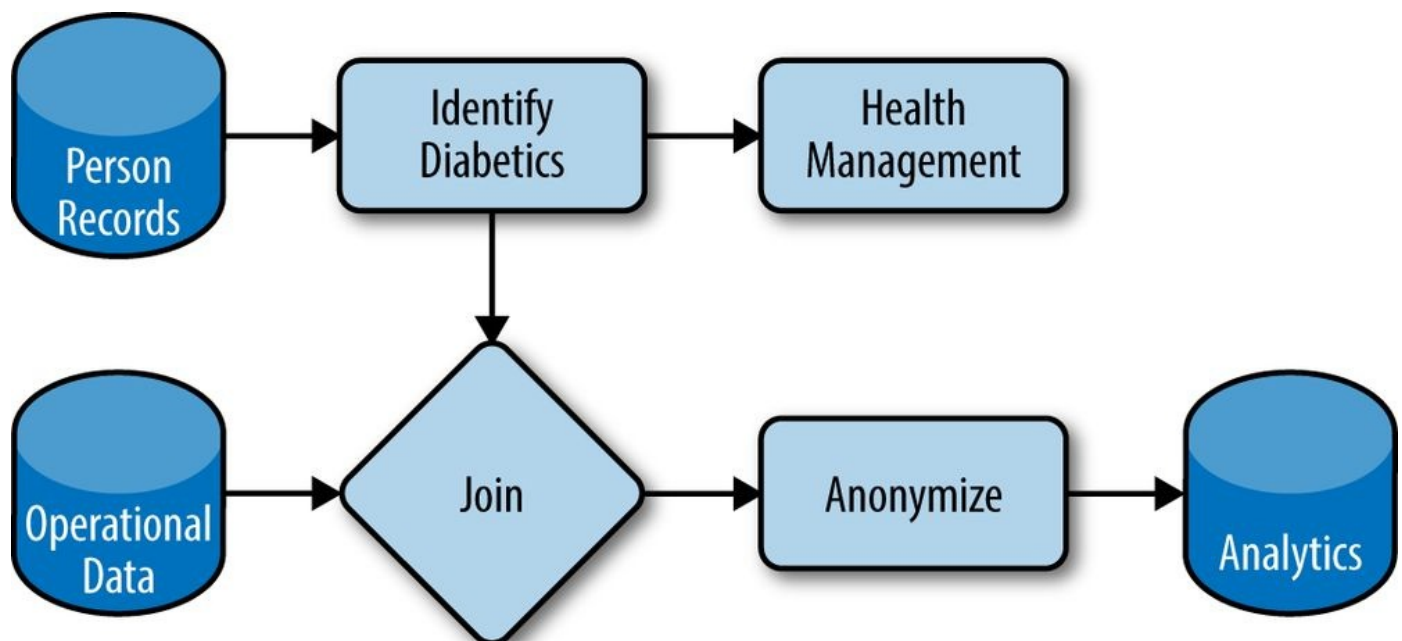 Person
Records
Identify
Diabetics
Health
Management
Operational
Data
Join
Anonymize
Analytics